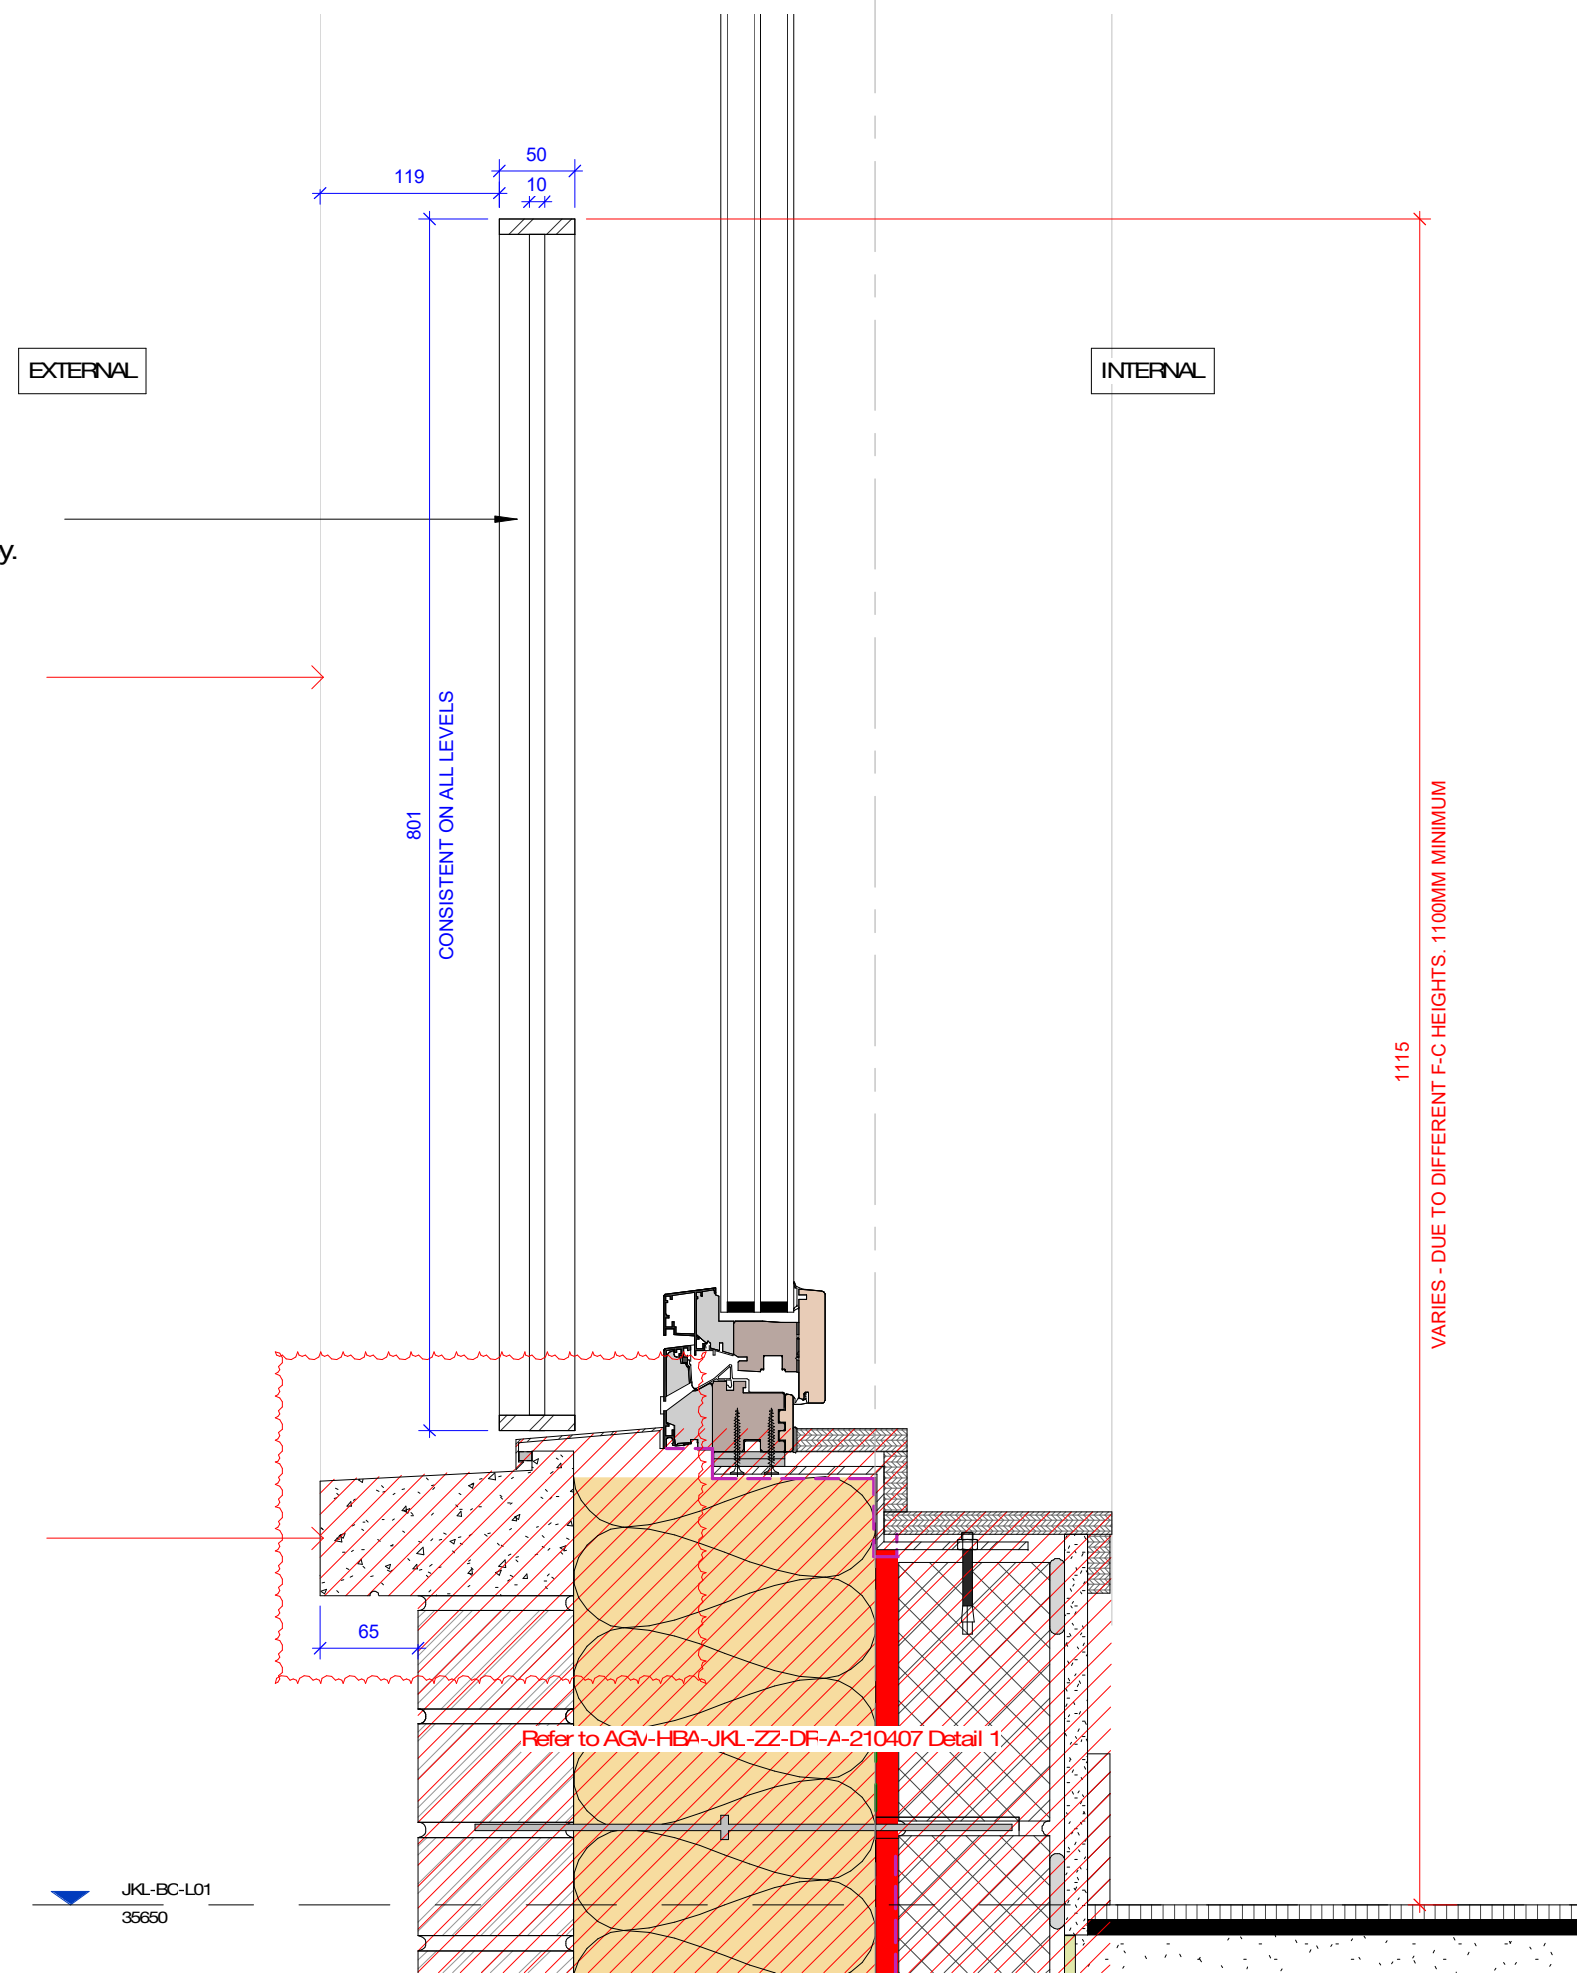 50
119
10
EXTERNAL
INTERNAL
y.
801
CONSISTENT ON ALL LEVELS
1115
VARIES - DUE TO DIFFERENT F-C HEIGHTS. 1100MM MINIMUM
65
Refer to AGV-HBA-JKL-ZZ-DR-A-210407 Detail 1
JKL-BC-L01
35650